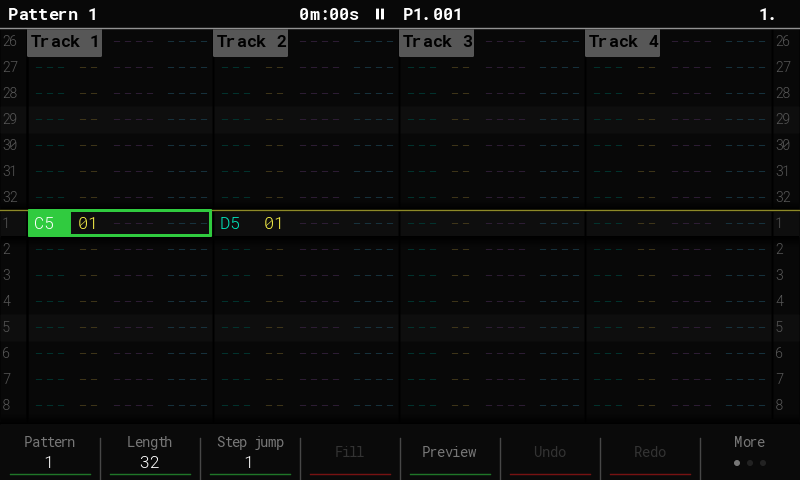 Pattern 1 0m:00s P1.001 1.
26 Track 1 Track 2 Track 3 Track 4 26
27 27
28 28
29 29
30 30
31 31
32 32
1 C5 01 D5 01 1
2 2
3 3
4 4
5 5
6 6
7 7
8 8
Pattern Length Step jump Fill Preview Undo Redo More
1 32 1